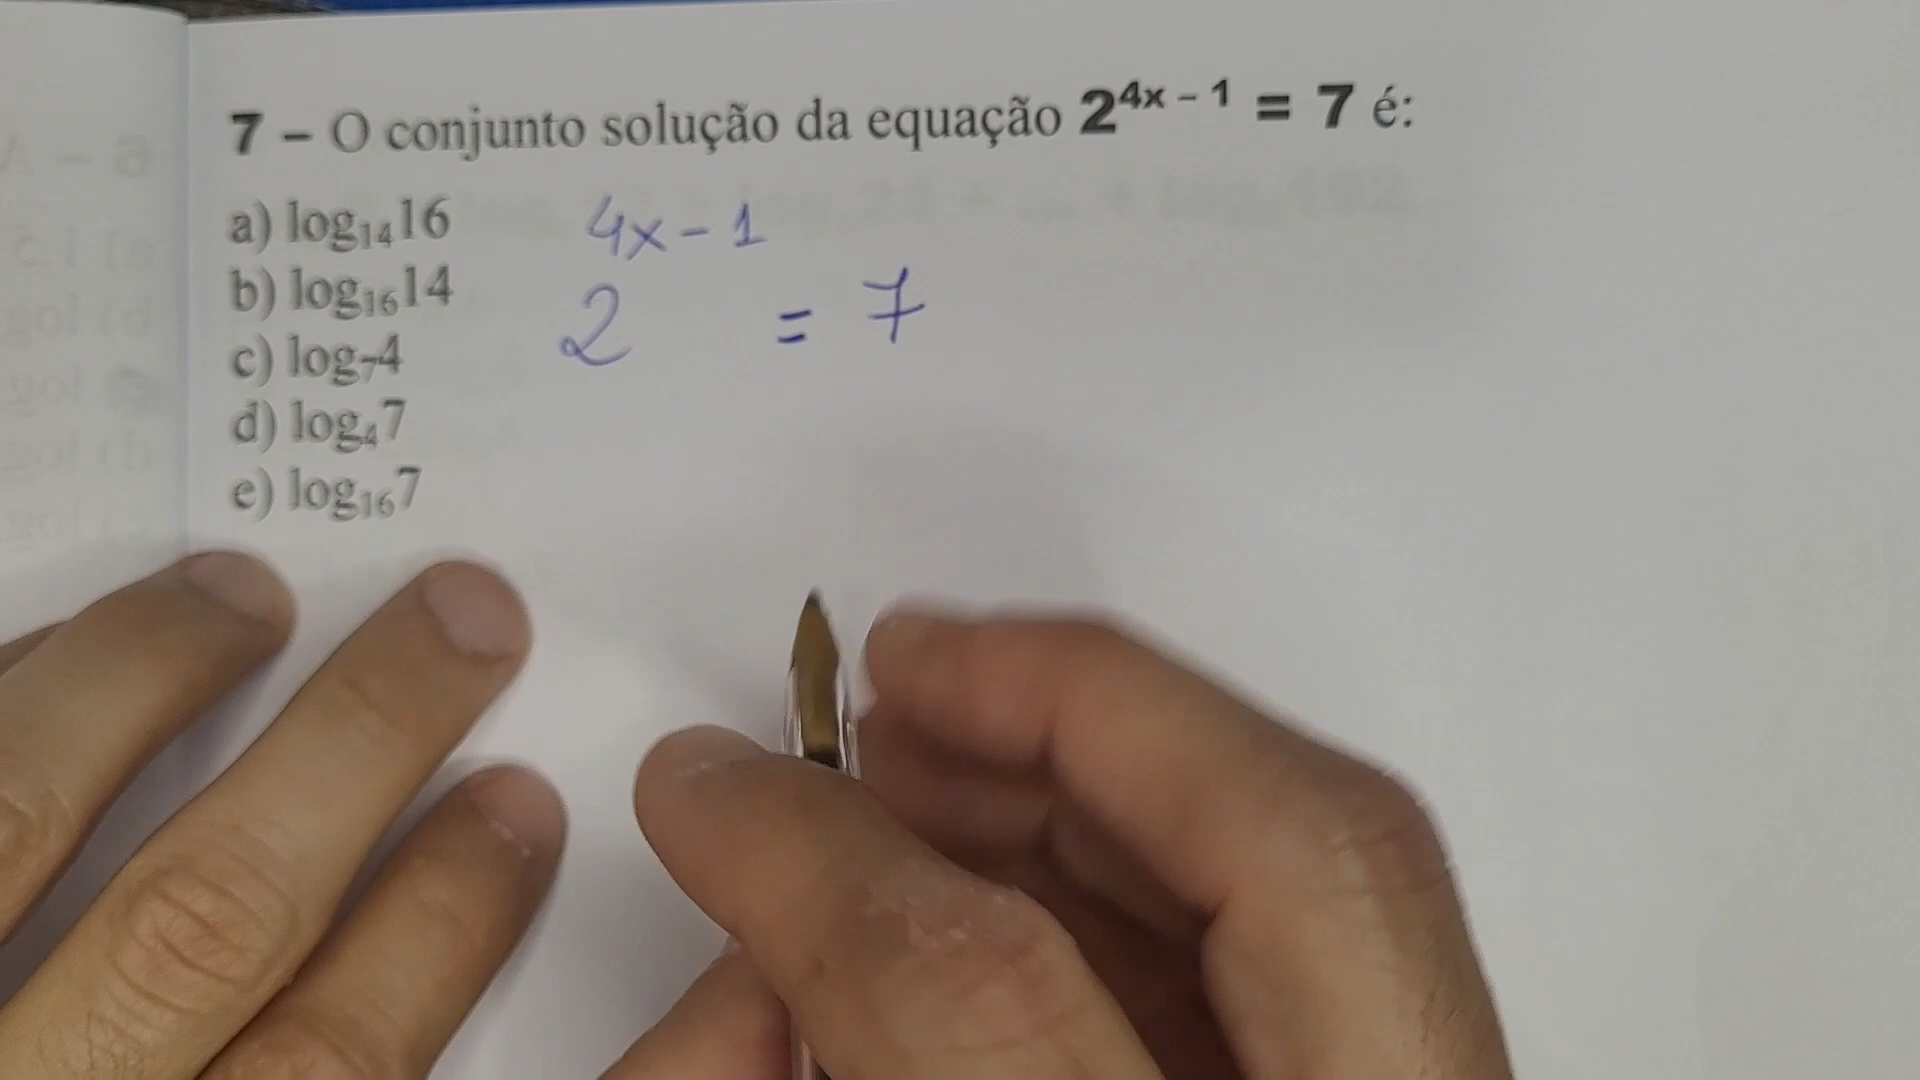 7 – O conjunto solução da equação 2^{4x – 1} = 7 é:
a) log₁₄16
b) log₁₆14
c) log₇4
d) log₄7
e) log₁₆7
4x – 1
2 = 7